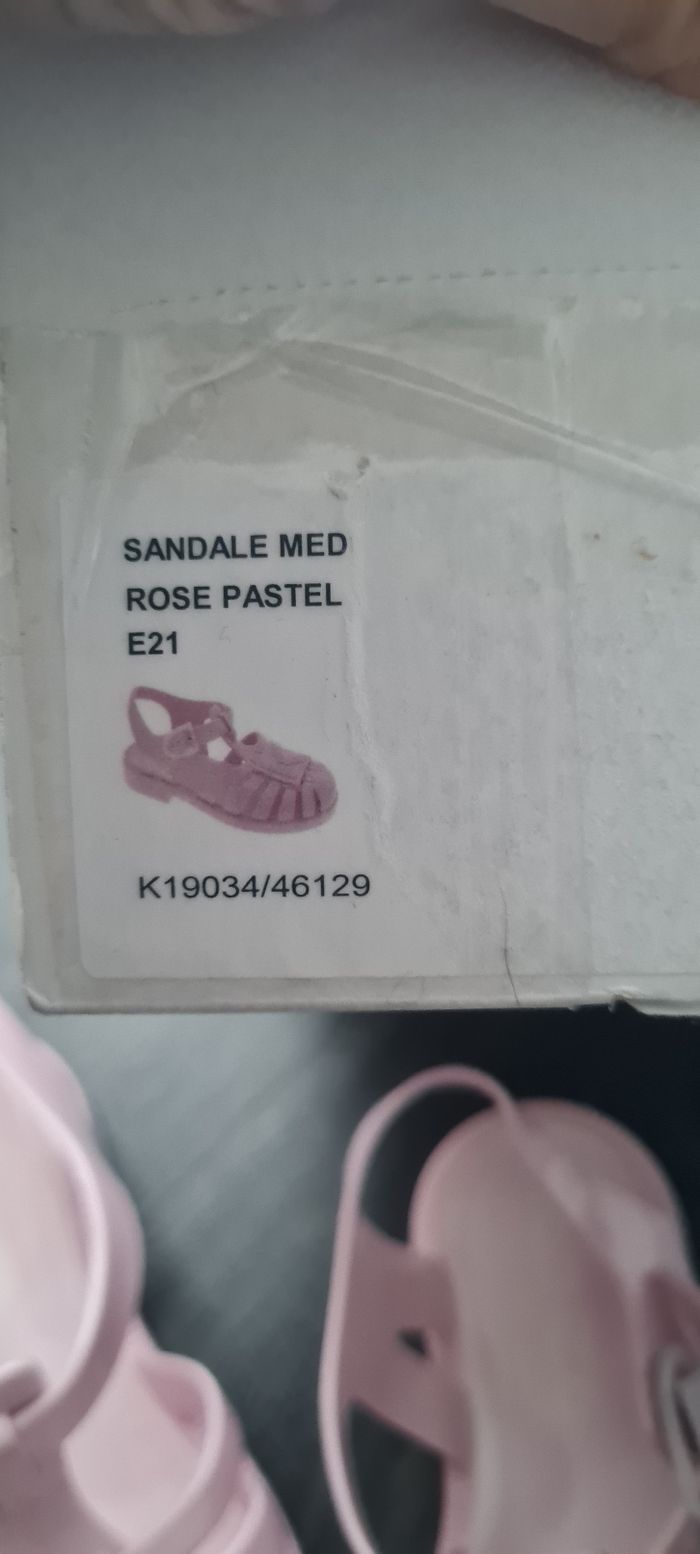 SANDALE MED
ROSE PASTEL
E21
K19034/46129